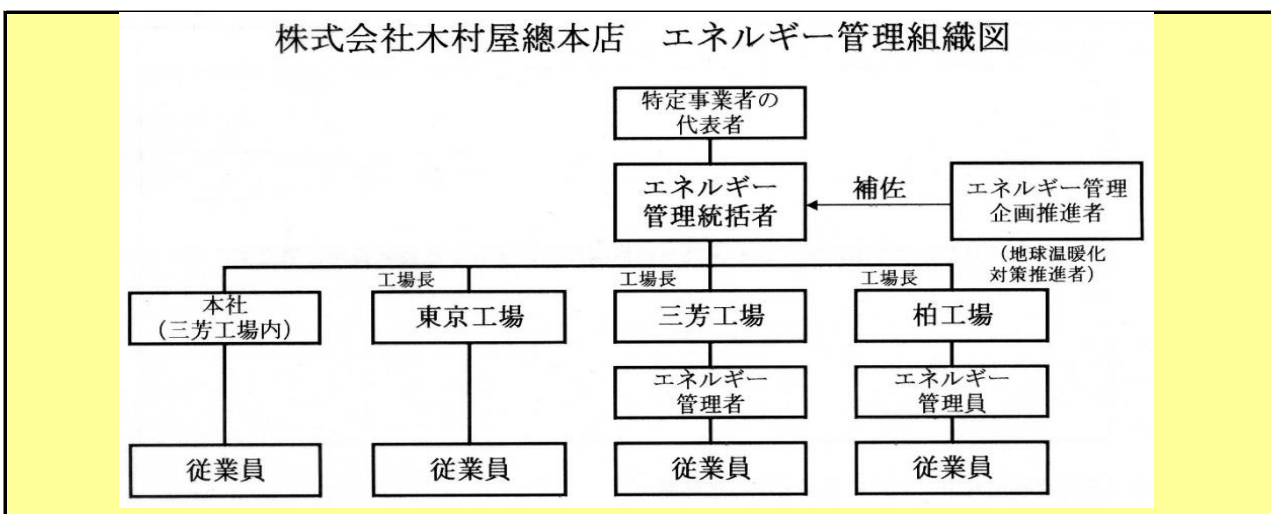 株式会社木村屋總本店　エネルギー管理組織図
特定事業者の
代表者
エネルギー
管理統括者
補佐
エネルギー管理
企画推進者
（地球温暖化
対策推進者）
本社
（三芳工場内）
工場長
東京工場
工場長
三芳工場
工場長
柏工場
エネルギー
管理者
エネルギー
管理員
従業員
従業員
従業員
従業員